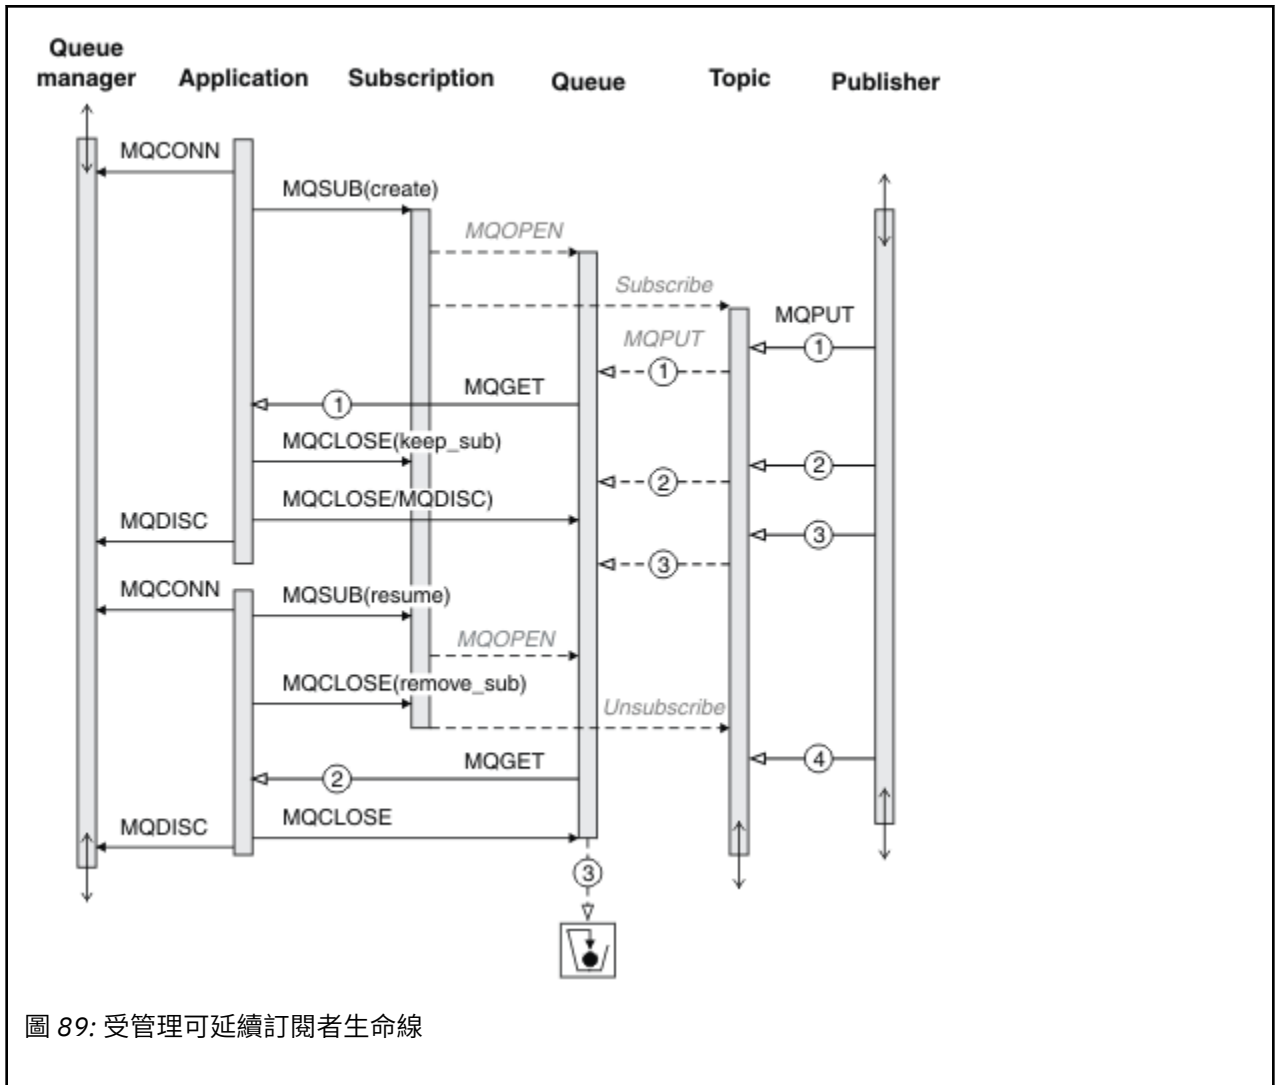 Queue
manager Application Subscription Queue Topic Publisher
MQCONN
MQSUB(create)
MQOPEN
Subscribe
MQPUT
1
MQPUT
1
MQGET
1
MQCLOSE(keep_sub)
2
2
MQCLOSE/MQDISC)
MQDISC
3
3
MQCONN
MQSUB(resume)
MQOPEN
MQCLOSE(remove_sub)
Unsubscribe
4
MQGET
2
MQCLOSE
MQDISC
3
圖 89: 受管理可延續訂閱者生命線